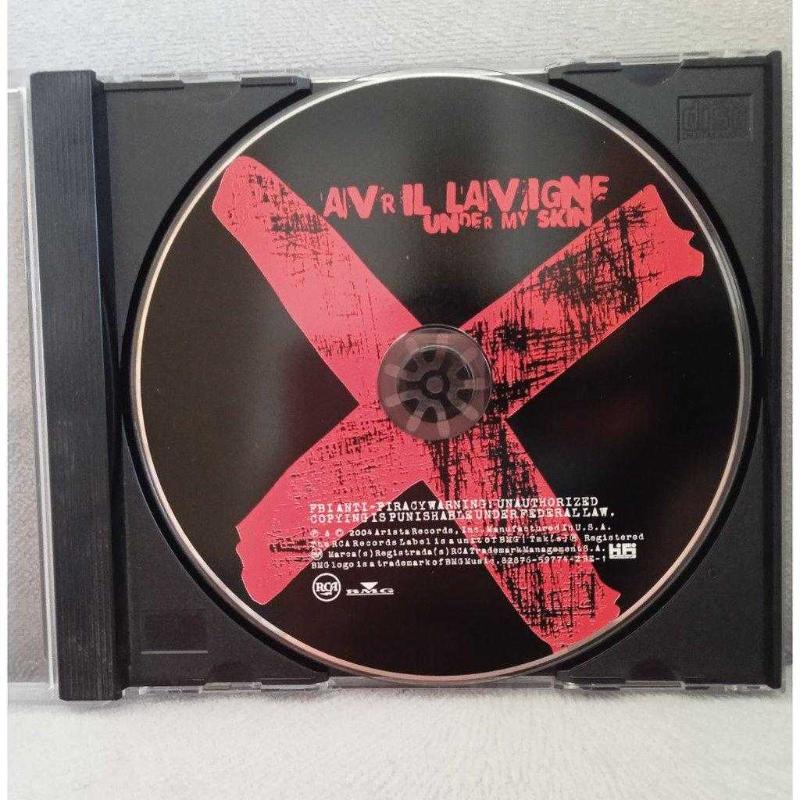 disc
AVRIL LAVIGNE
UNDER MY SKIN
FBI ANTI-PIRACY WARNING: UNAUTHORIZED
COPYING IS PUNISHABLE UNDER FEDERAL LAW.
℗ & © 2004 Arista Records, Inc. Manufactured In U.S.A.
The RCA Records Label is a unit of BMG | Tmk(s)® Registered
® Marca(s) Registrada(s) RCA Trademark Management S.A.
BMG logo is a trademark of BMG Music. 82876-59774-2
RCA BMG